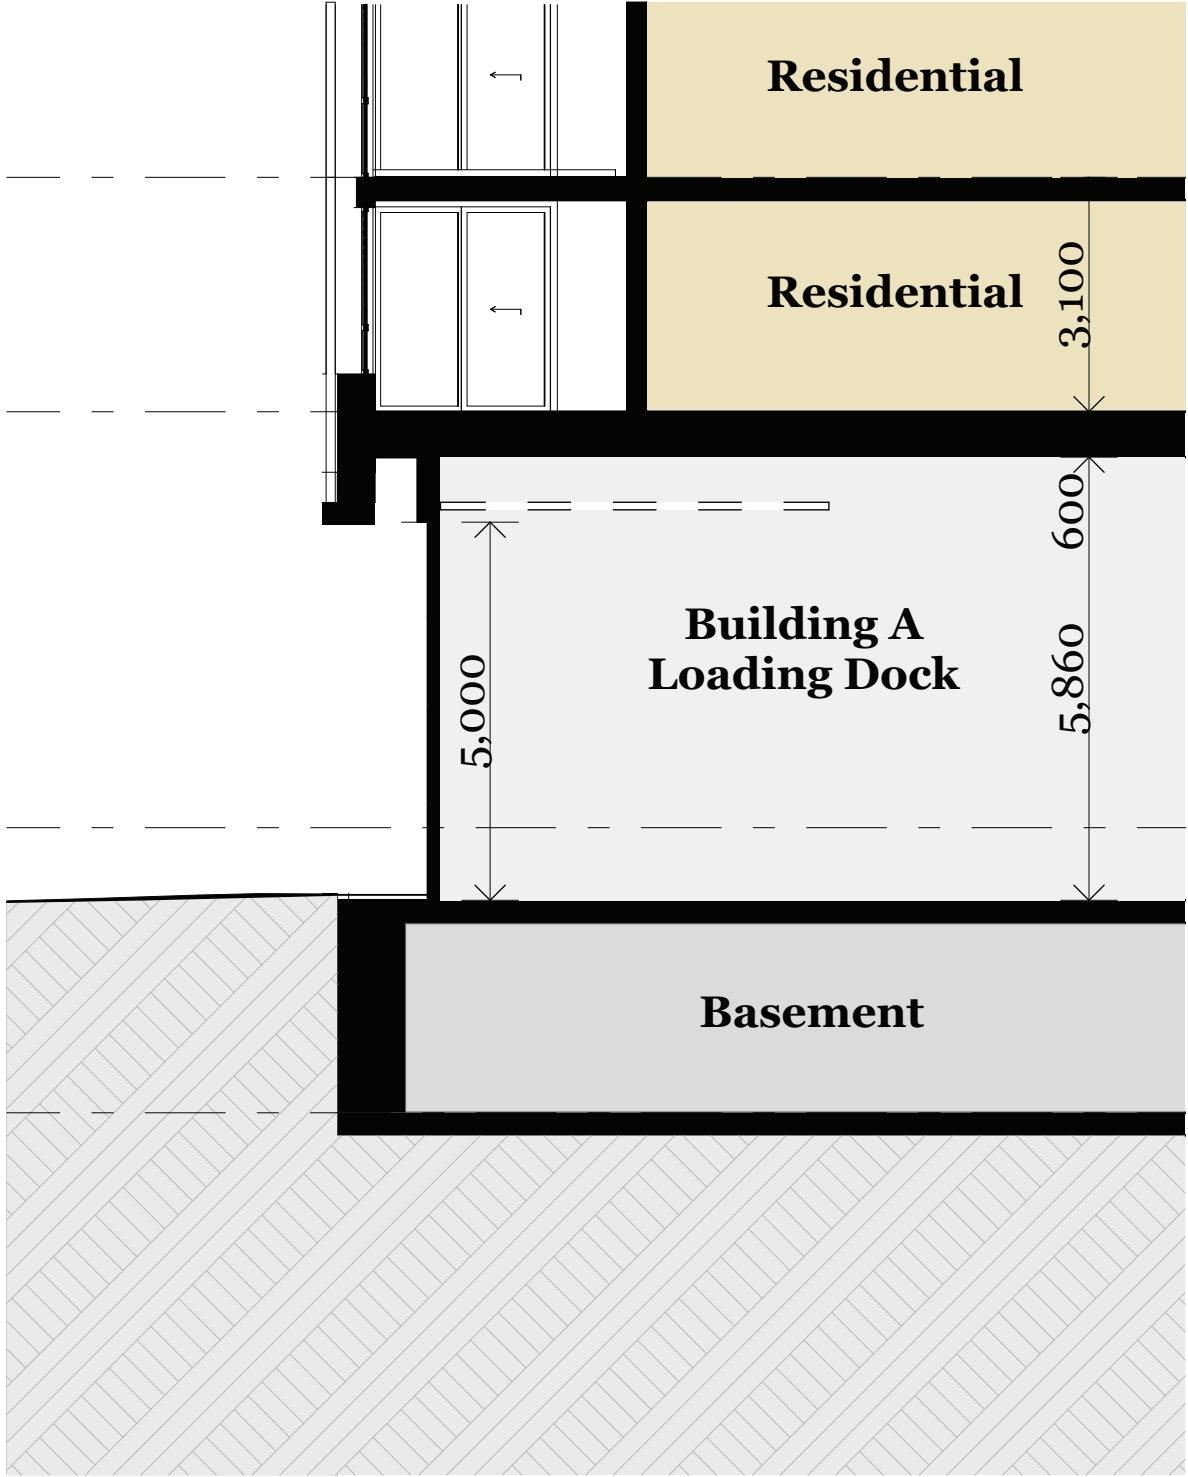 Residential
Residential
3,100
600
Building A
Loading Dock
5,860
5,000
Basement